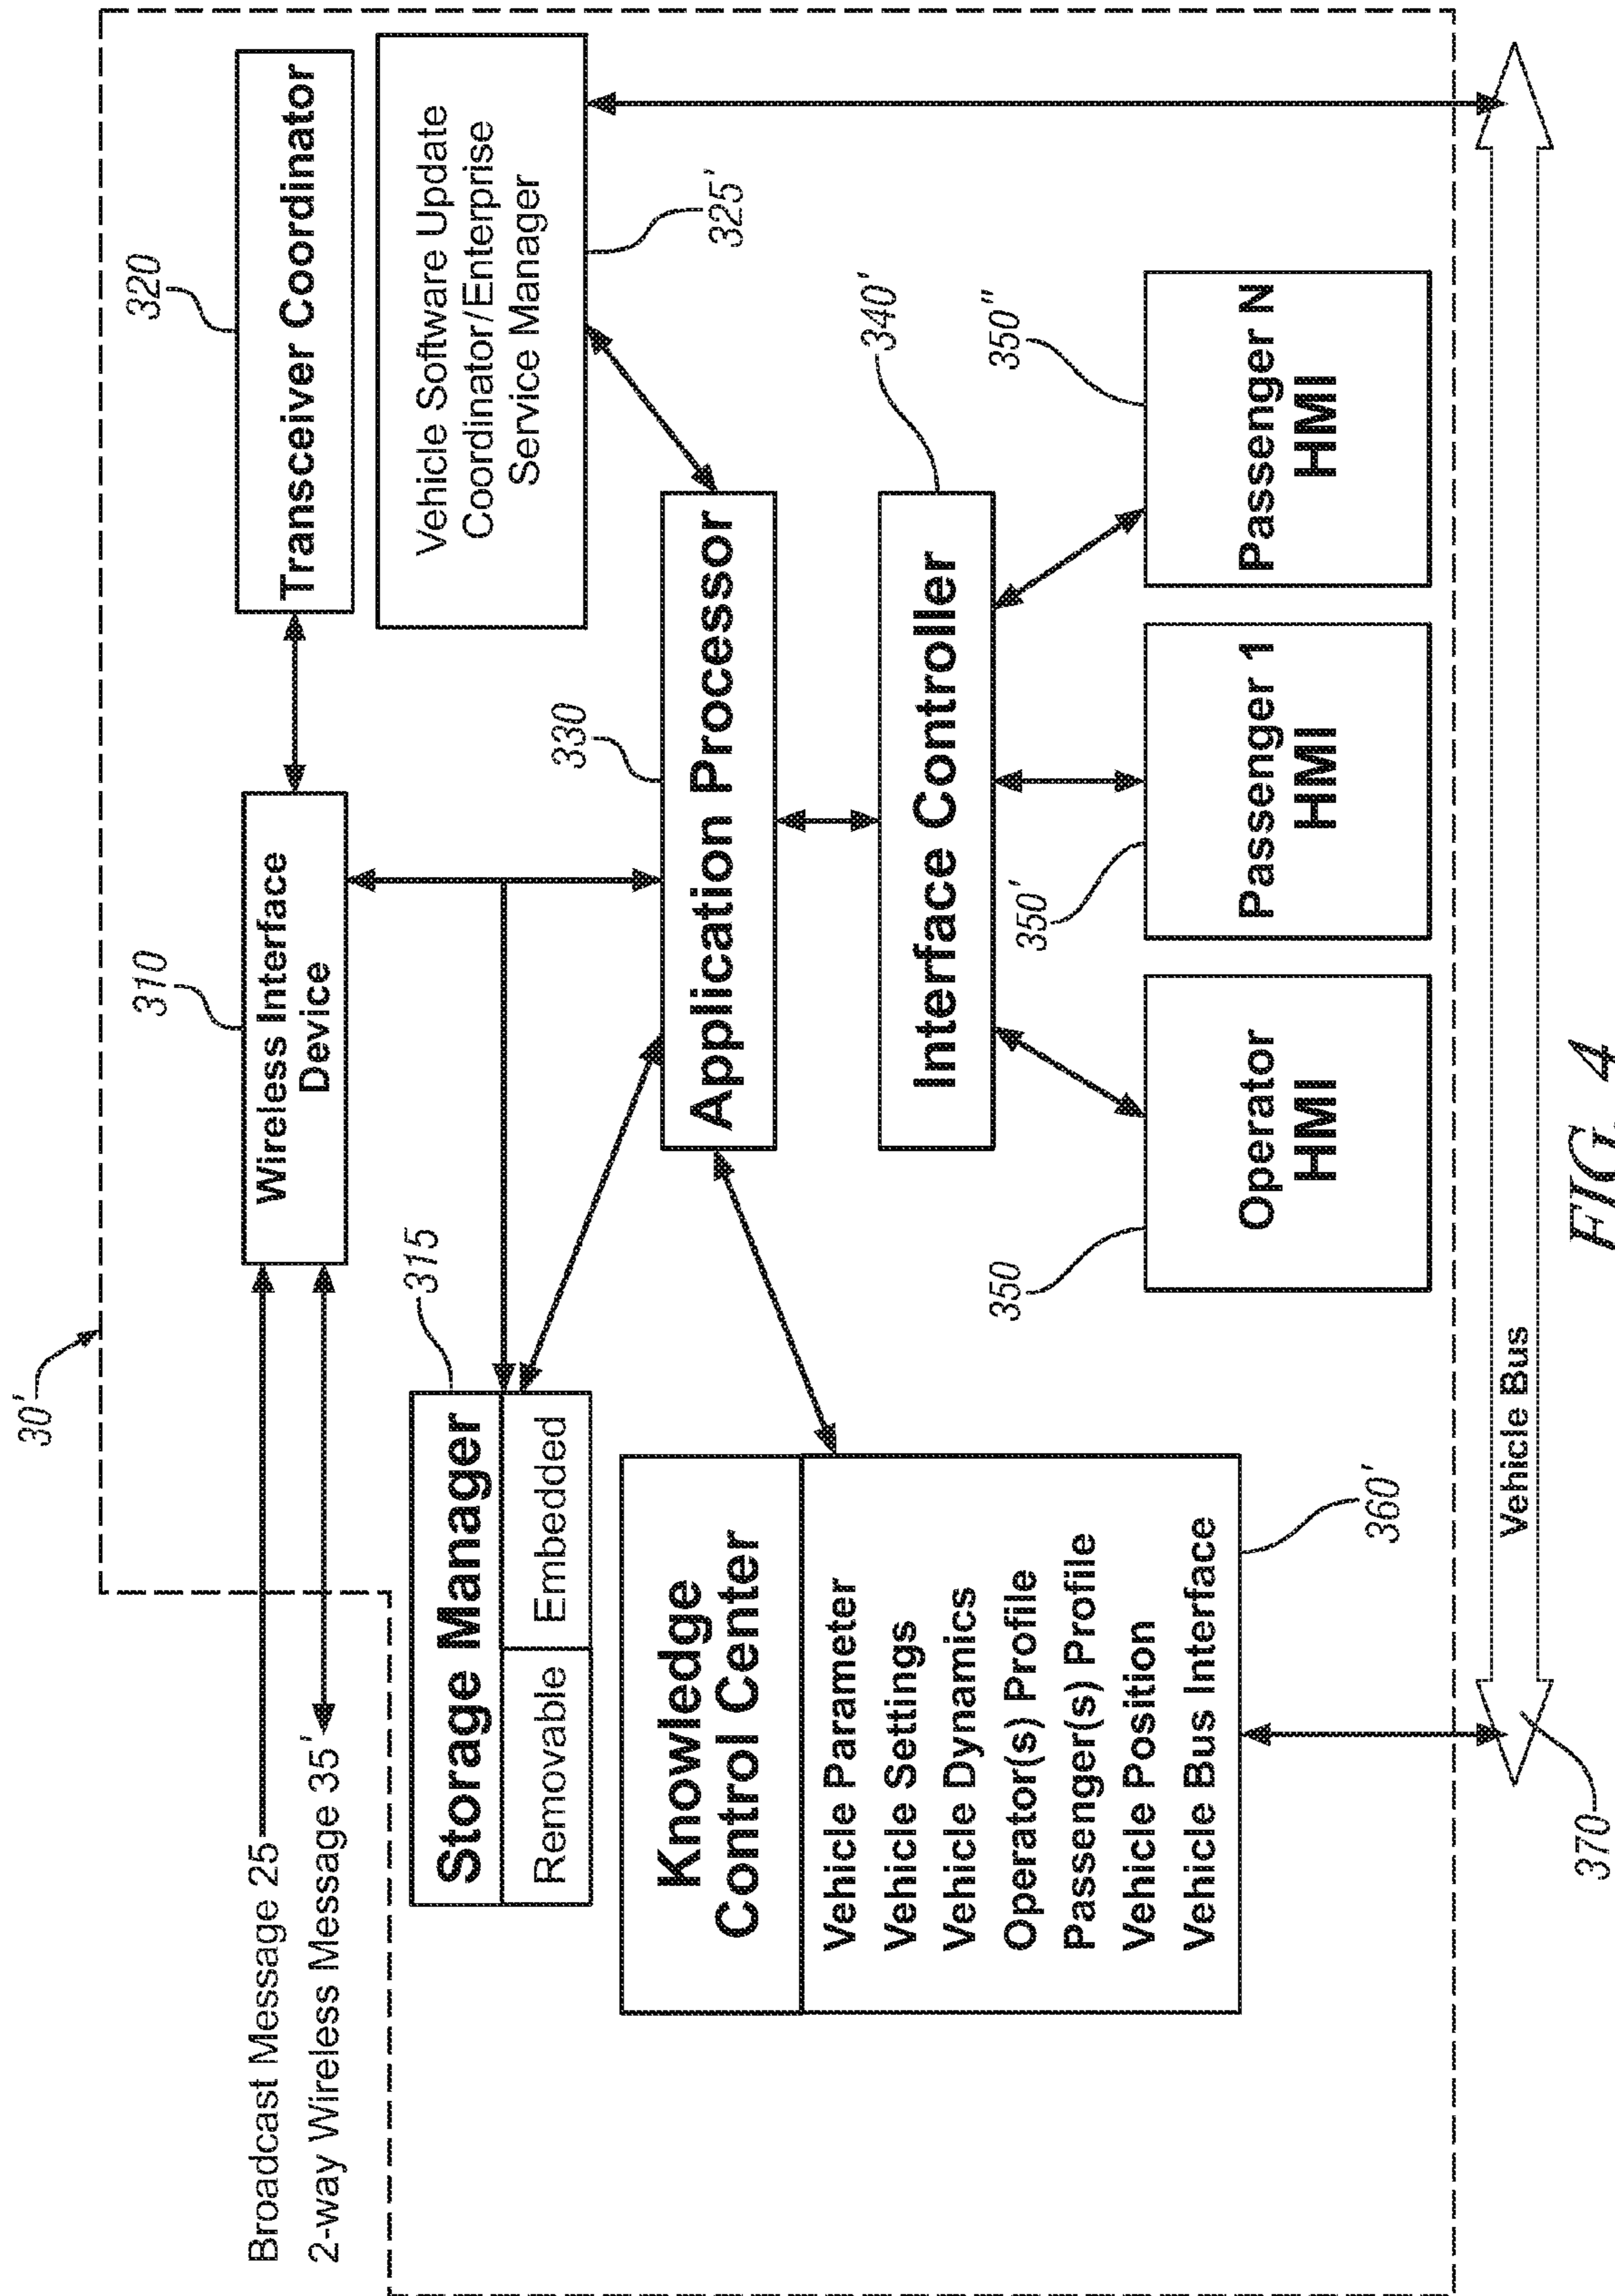 30'
Broadcast Message 25
2-way Wireless Message 35'
310
Wireless Interface
Device
320
Transceiver Coordinator
315
Storage Manager
Removable
Embedded
Vehicle Software Update
Coordinator/Enterprise
Service Manager
325'
330
Application Processor
Knowledge
Control Center
Vehicle Parameter
Vehicle Settings
Vehicle Dynamics
Operator(s) Profile
Passenger(s) Profile
Vehicle Position
Vehicle Bus Interface
360'
340'
Interface Controller
350
Operator
HMI
350'
Passenger 1
HMI
350"
Passenger N
HMI
Vehicle Bus
370
FIG. 4